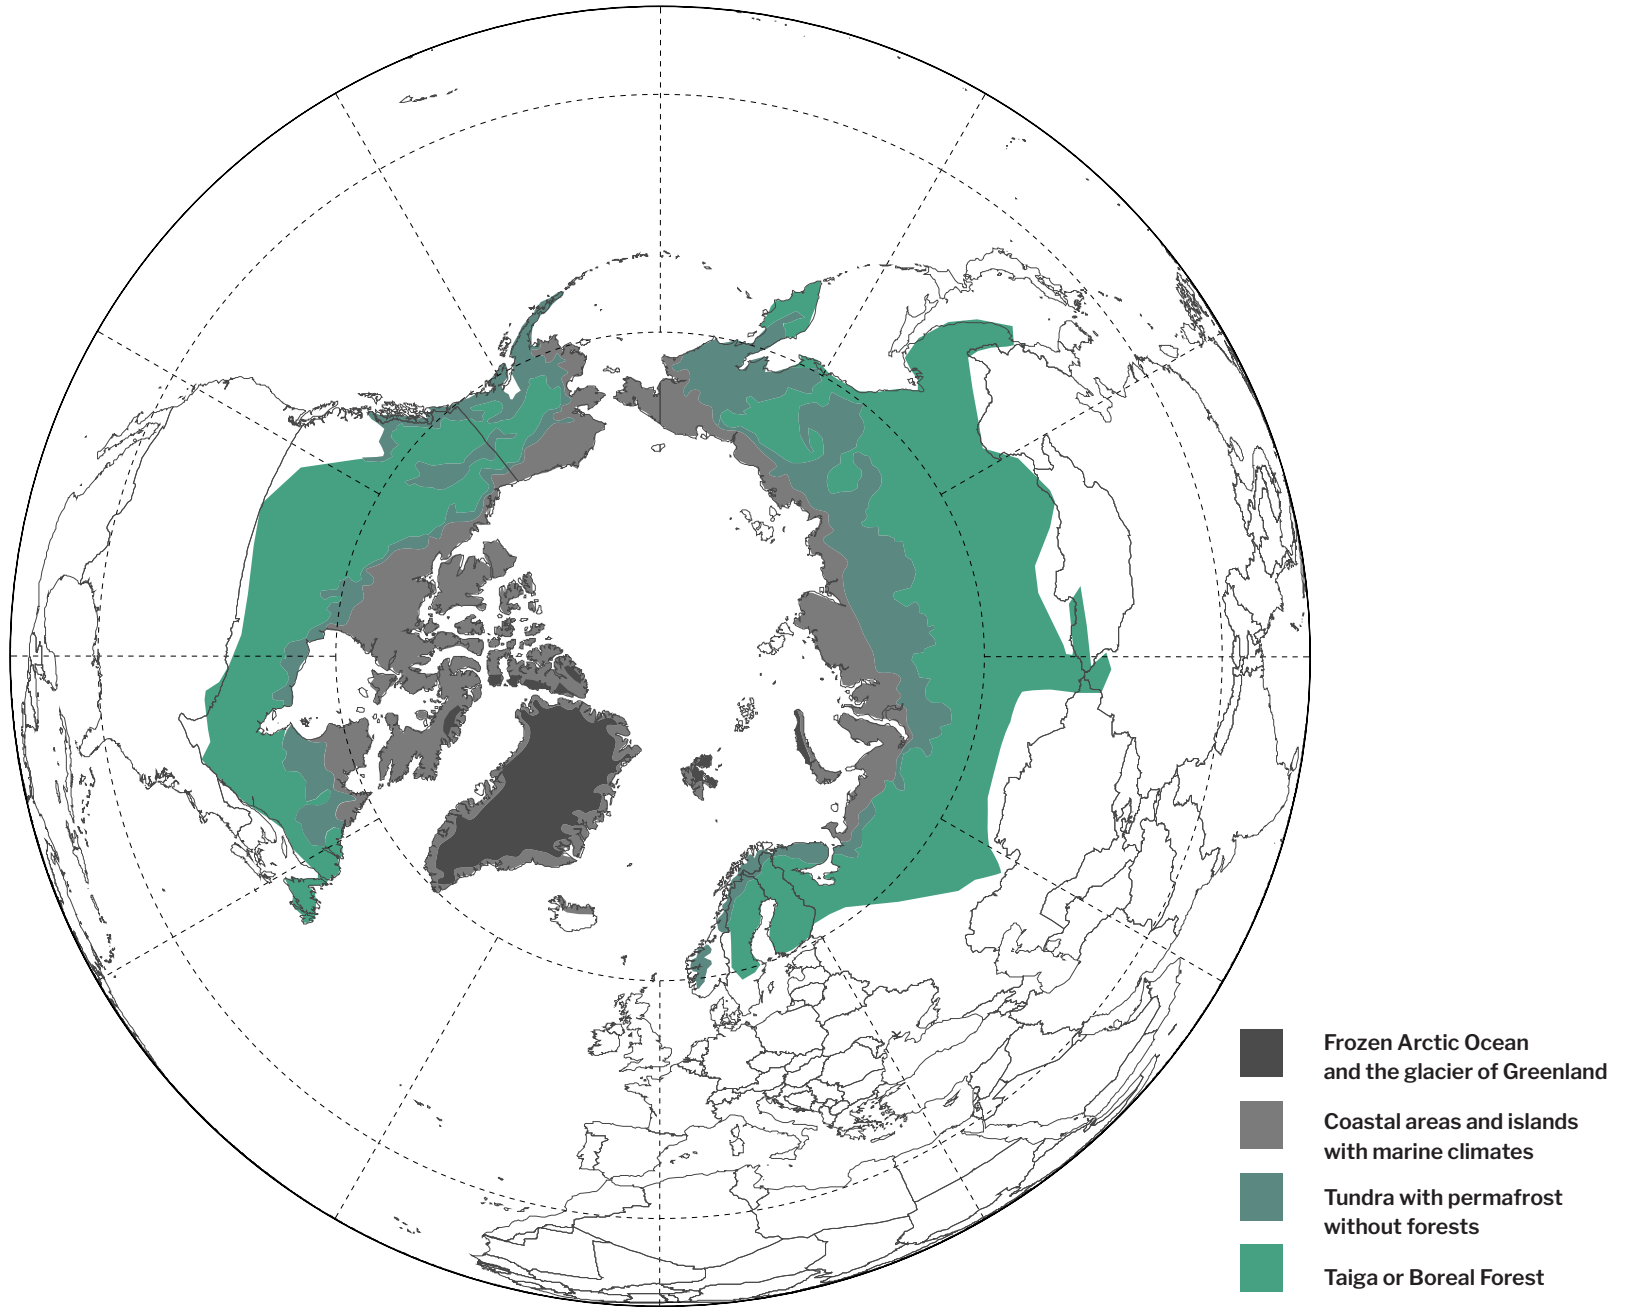 Frozen Arctic Ocean
and the glacier of Greenland
Coastal areas and islands
with marine climates
Tundra with permafrost
without forests
Taiga or Boreal Forest